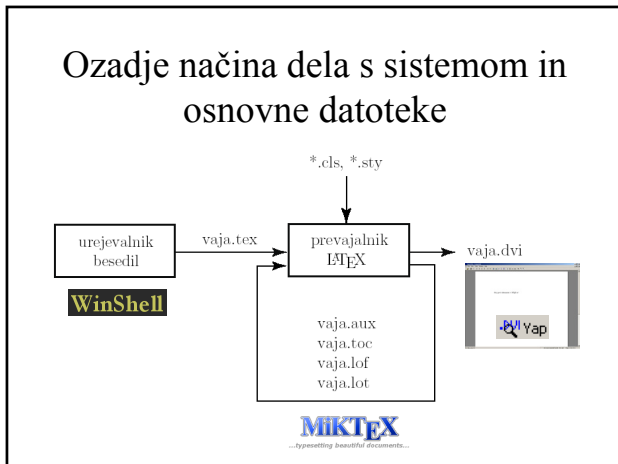 Ozadje načina dela s sistemom in
osnovne datoteke
*.cls, *.sty
urejevalnik
besedil
vaja.tex
prevajalnik
LATEX
vaja.dvi
WinShell
.DVI Yap
vaja.aux
vaja.toc
vaja.lof
vaja.lot
MiKTEX
...typesetting beautiful documents...